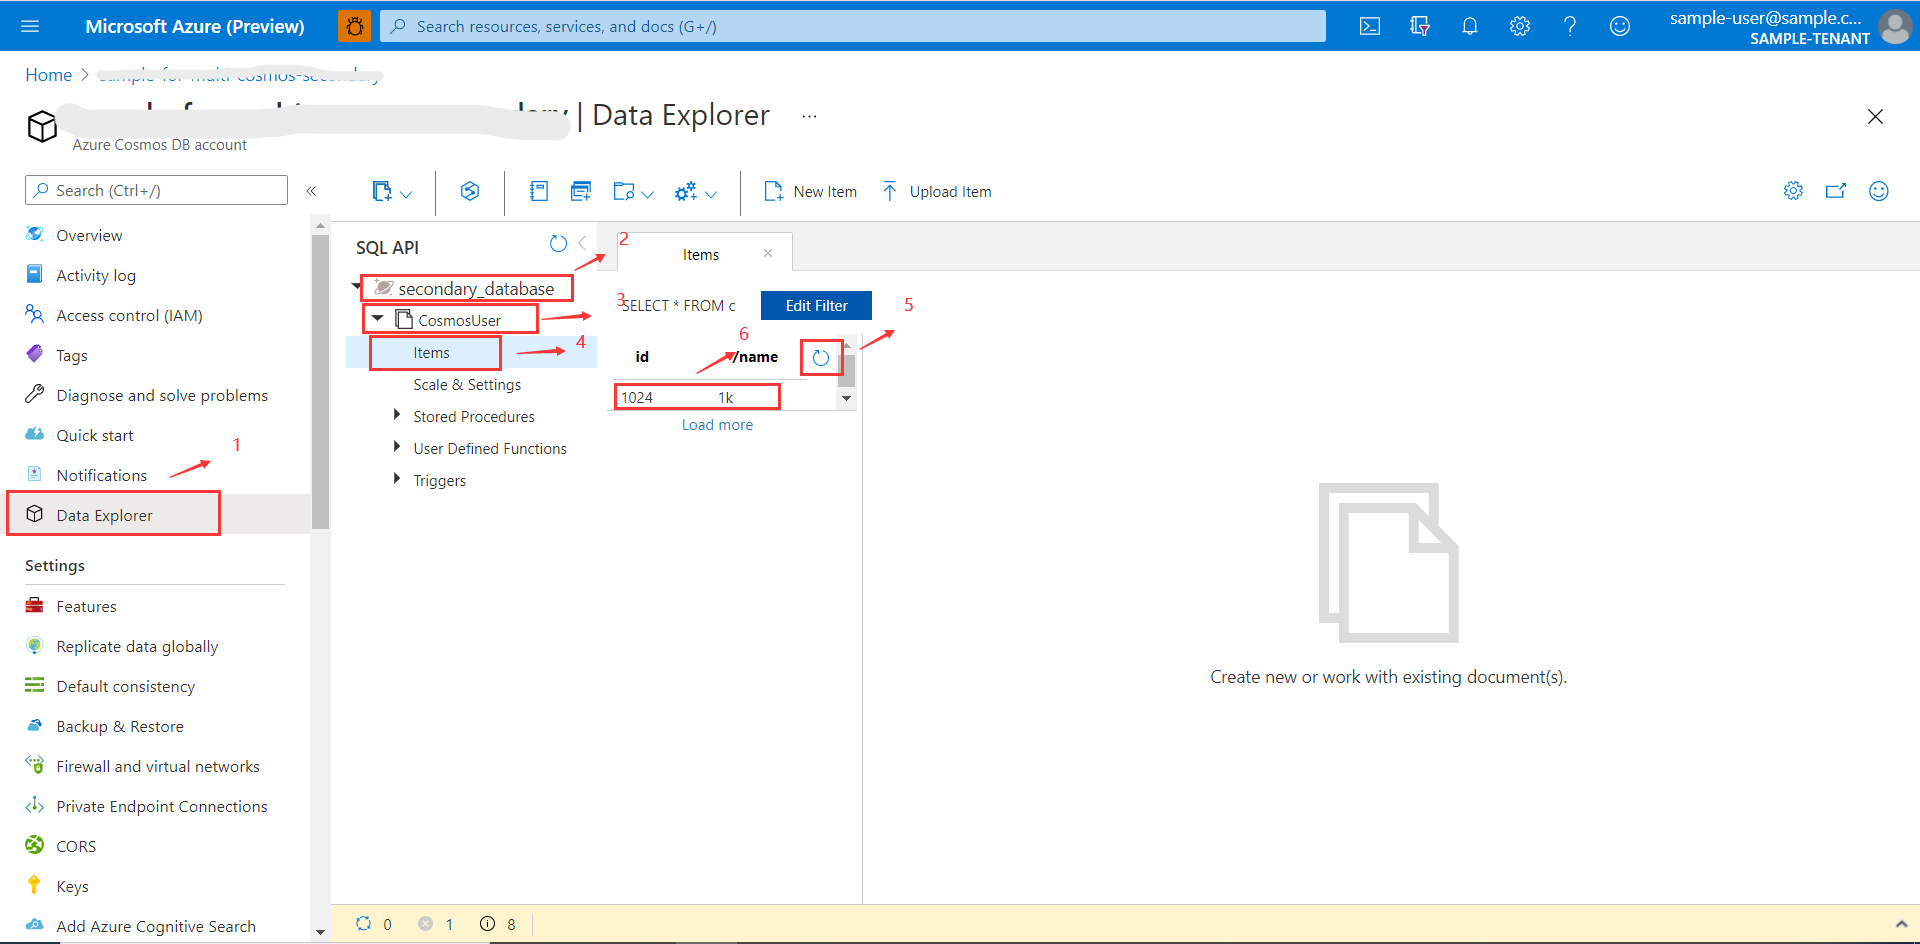 Microsoft Azure (Preview)
Search resources, services, and docs (G+/)
sample-user@sample.c...
SAMPLE-TENANT
Home
| Data Explorer
...
Azure Cosmos DB account
Search (Ctrl+/)
«
New Item
Upload Item
Overview
Activity log
Access control (IAM)
Tags
Diagnose and solve problems
Quick start
1
Notifications
Data Explorer
Settings
Features
Replicate data globally
Default consistency
Backup & Restore
Firewall and virtual networks
Private Endpoint Connections
CORS
Keys
Add Azure Cognitive Search
SQL API
2
secondary_database
3
CosmosUser
Items
4
Scale & Settings
Stored Procedures
User Defined Functions
Triggers
Items
SELECT * FROM c
Edit Filter
5
6
id
/name
1024
1k
Load more
Create new or work with existing document(s).
0
1
8